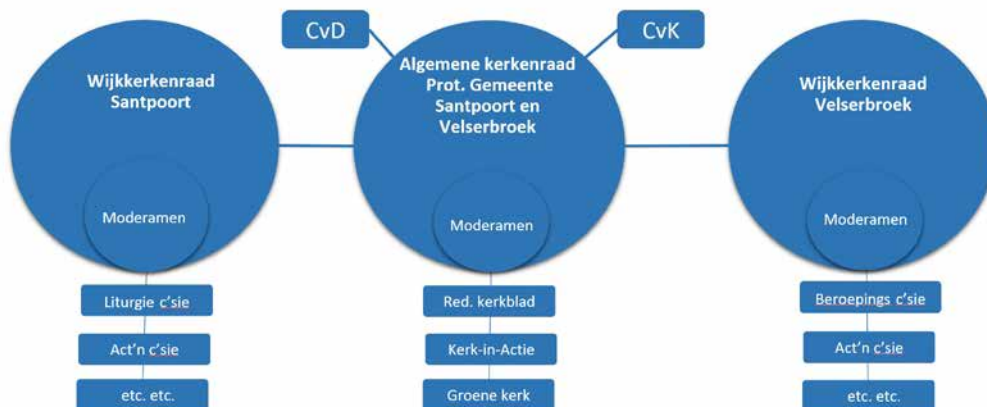 CvD
CvK
Wijkkerkenraad
Santpoort
Algemene kerkenraad
Prot. Gemeente
Santpoort en
Velserbroek
Wijkkerkenraad
Velserbroek
Moderamen
Moderamen
Moderamen
Liturgie c'sie
Red. kerkblad
Beroepings c'sie
Act'n c'sie
Kerk-in-Actie
Act'n c'sie
etc. etc.
Groene kerk
etc. etc.